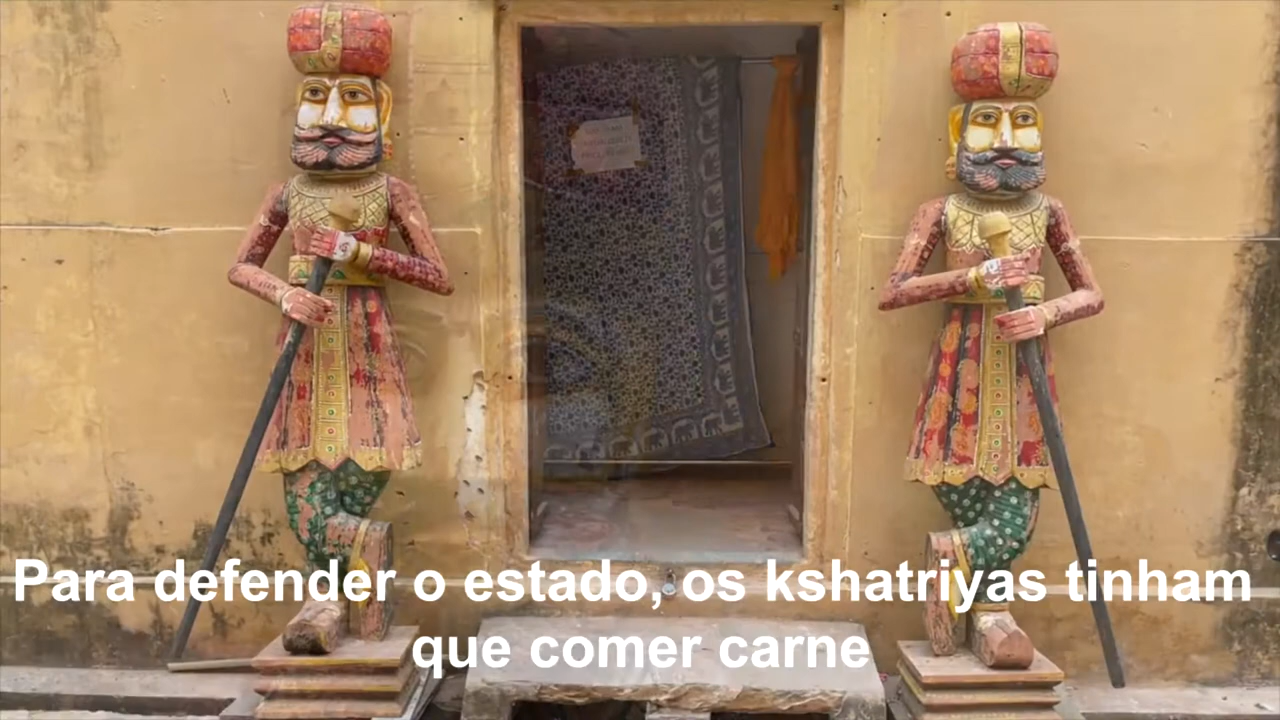 Para defender o estado, os kshatriyas tinham
que comer carne